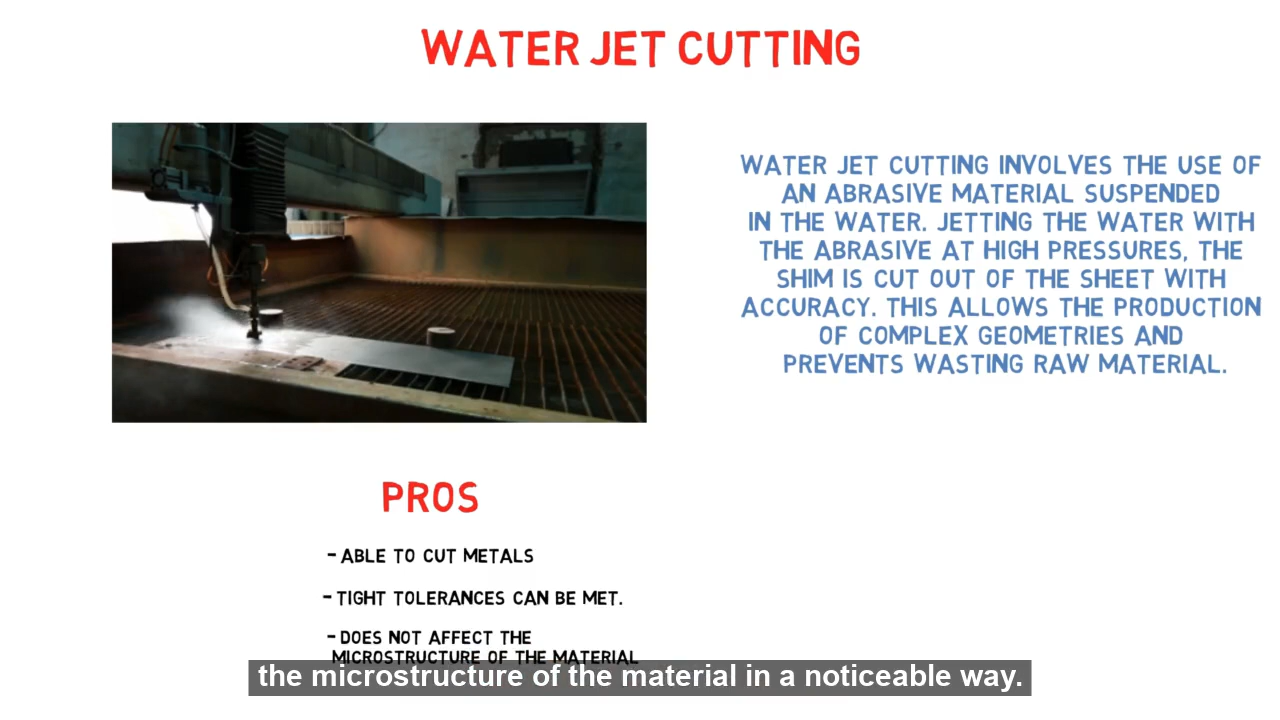 WATER JET CUTTING
WATER JET CUTTING INVOLVES THE USE OF
AN ABRASIVE MATERIAL SUSPENDED
IN THE WATER. JETTING THE WATER WITH
THE ABRASIVE AT HIGH PRESSURES, THE
SHIM IS CUT OUT OF THE SHEET WITH
ACCURACY. THIS ALLOWS THE PRODUCTION
OF COMPLEX GEOMETRIES AND
PREVENTS WASTING RAW MATERIAL.
PROS
- ABLE TO CUT METALS
- TIGHT TOLERANCES CAN BE MET.
- DOES NOT AFFECT THE
MICROSTRUCTURE OF THE MATERIAL
the microstructure of the material in a noticeable way.